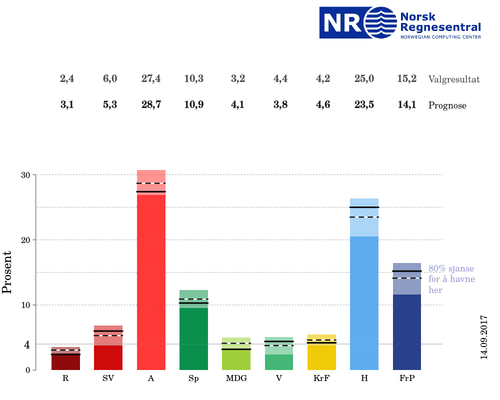 NR Norsk
Regnesentral
NORWEGIAN COMPUTING CENTER
2,4 6,0 27,4 10,3 3,2 4,4 4,2 25,0 15,2 Valgresultat
3,1 5,3 28,7 10,9 4,1 3,8 4,6 23,5 14,1 Prognose
Prosent
30
20
10
4
0
80% sjanse
for å havne
her
R SV A Sp MDG V KrF H FrP
14.09.2017